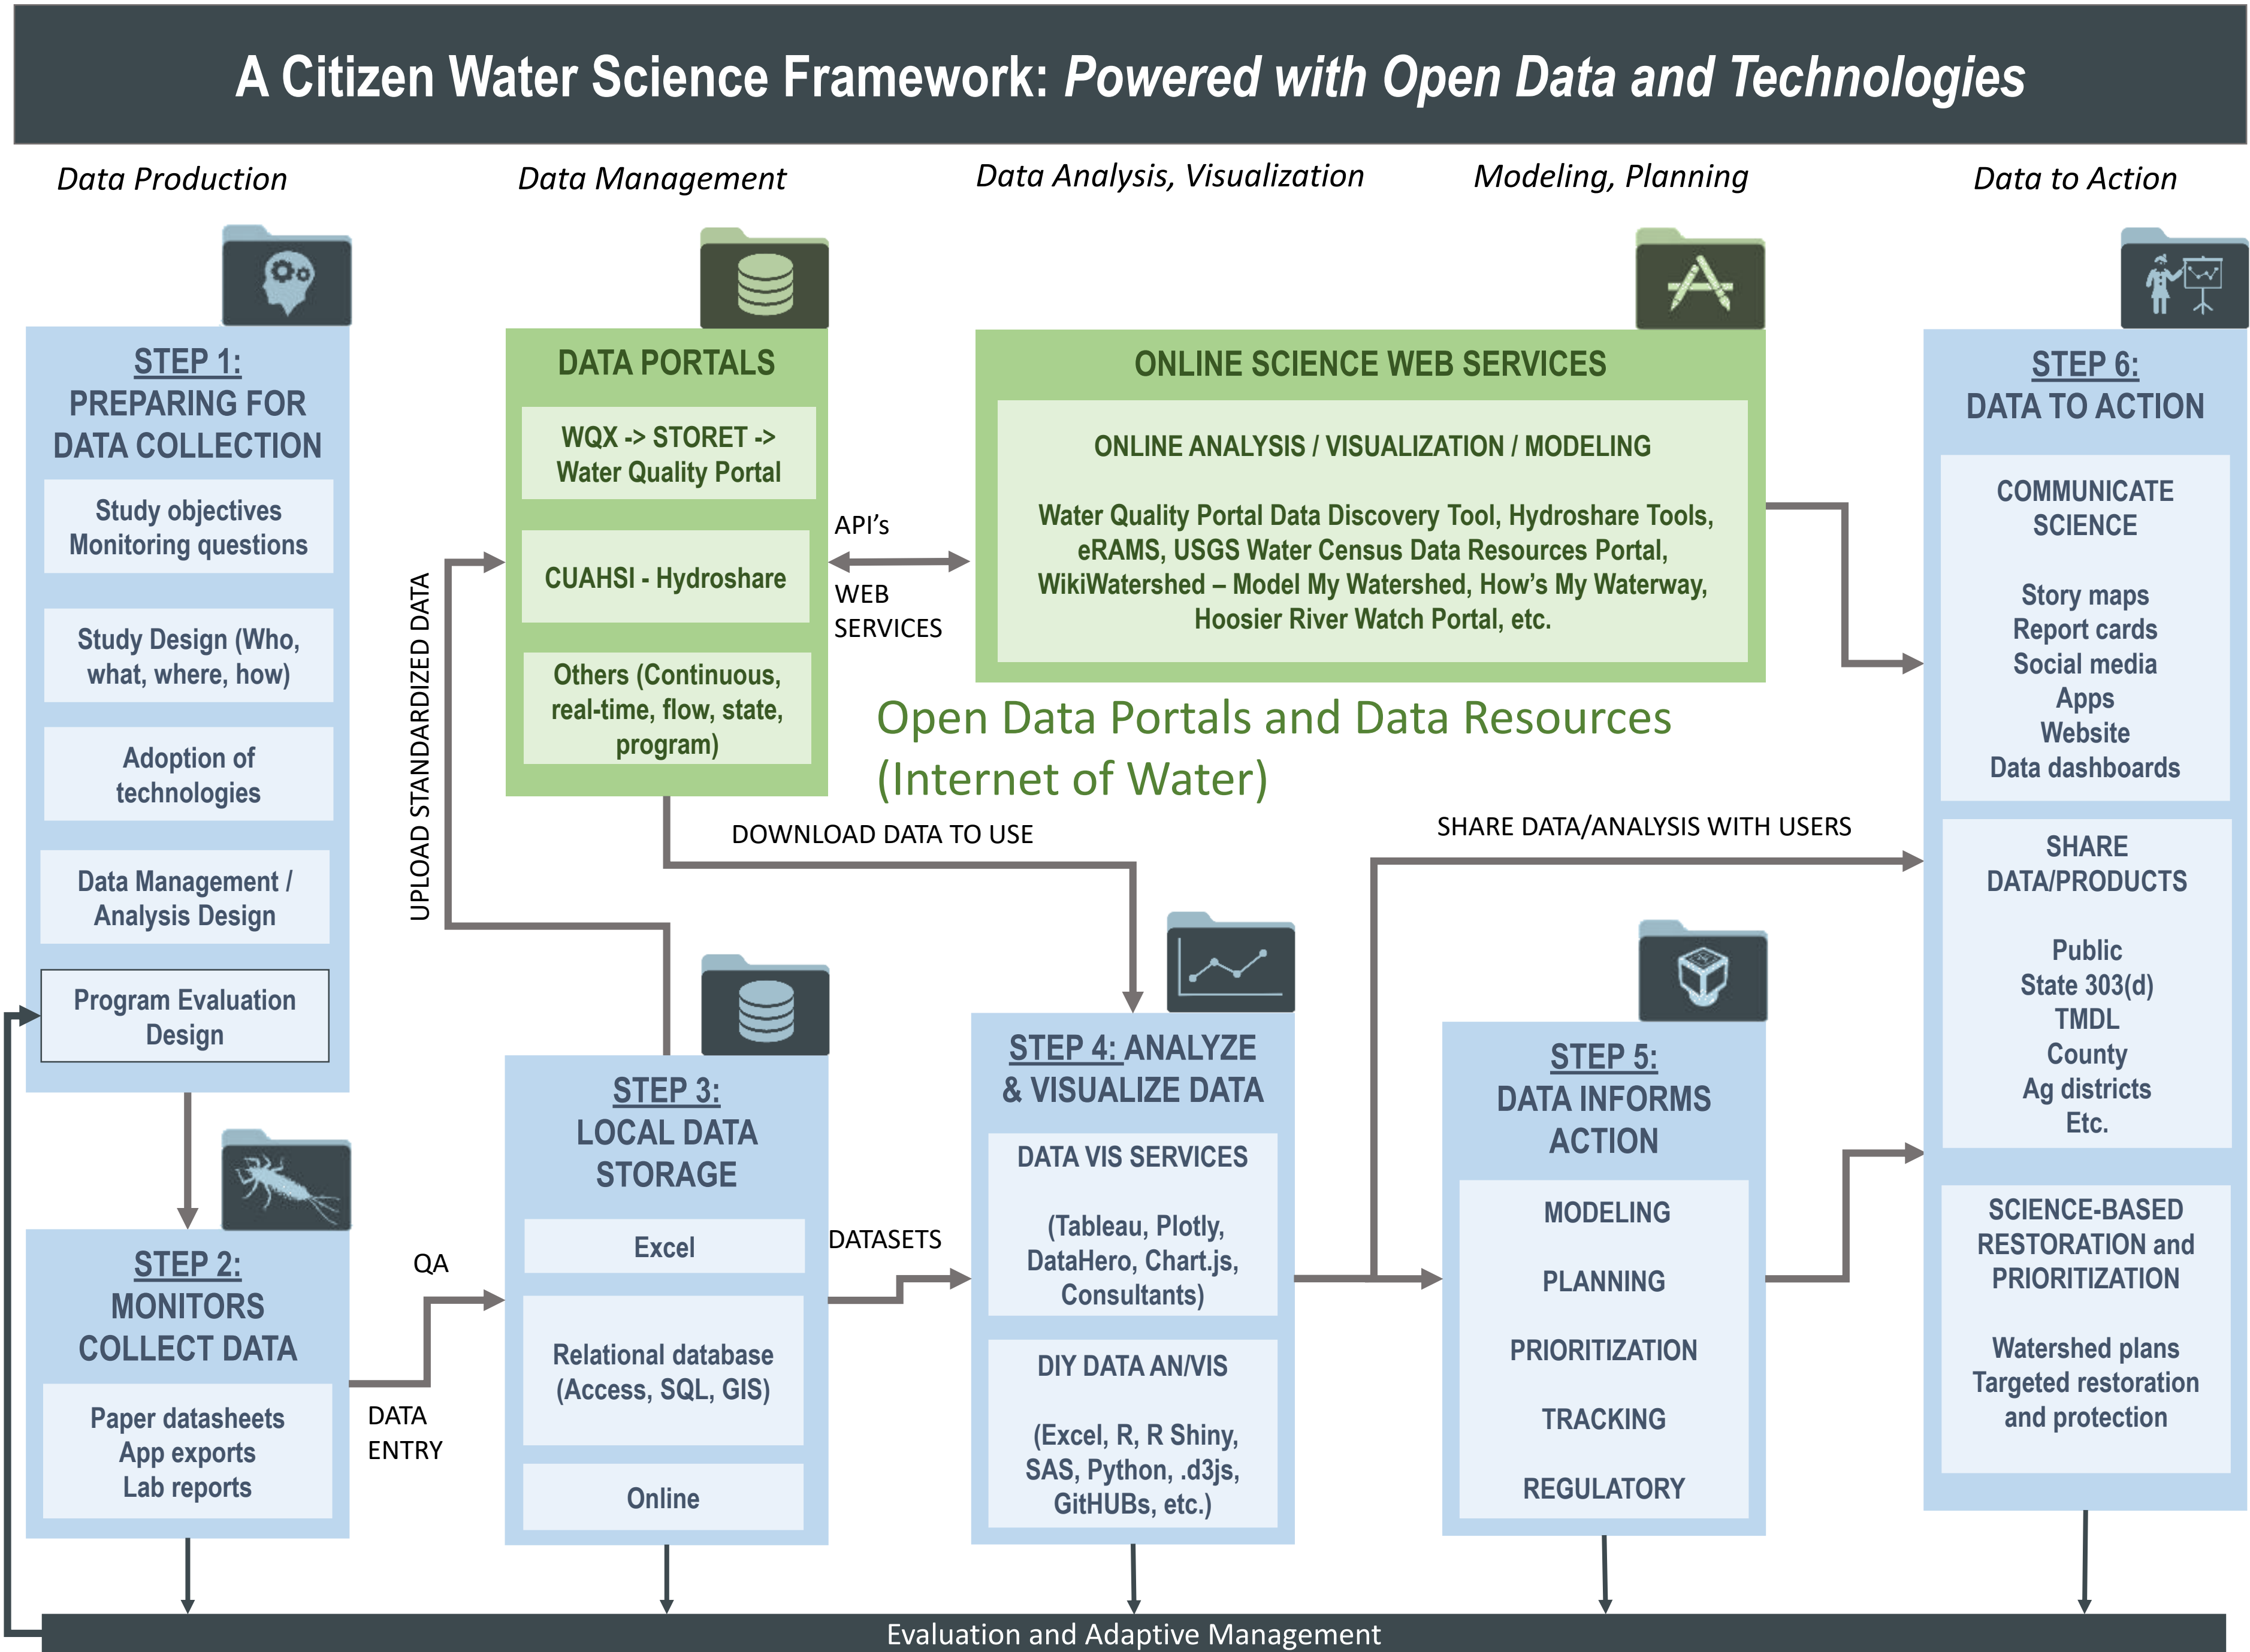 A Citizen Water Science Framework: Powered with Open Data and Technologies
Data Production
Data Management
Data Analysis, Visualization
Modeling, Planning
Data to Action
STEP 1:
PREPARING FOR
DATA COLLECTION
Study objectives
Monitoring questions
Study Design (Who,
what, where, how)
Adoption of
technologies
Data Management /
Analysis Design
Program Evaluation
Design
STEP 2:
MONITORS
COLLECT DATA
Paper datasheets
App exports
Lab reports
QA
DATA
ENTRY
UPLOAD STANDARDIZED DATA
DATA PORTALS
WQX -> STORET ->
Water Quality Portal
CUAHSI - Hydroshare
Others (Continuous,
real-time, flow, state,
program)
API's
WEB
SERVICES
ONLINE SCIENCE WEB SERVICES
ONLINE ANALYSIS / VISUALIZATION / MODELING
Water Quality Portal Data Discovery Tool, Hydroshare Tools,
eRAMS, USGS Water Census Data Resources Portal,
WikiWatershed – Model My Watershed, How's My Waterway,
Hoosier River Watch Portal, etc.
Open Data Portals and Data Resources
(Internet of Water)
DOWNLOAD DATA TO USE
SHARE DATA/ANALYSIS WITH USERS
STEP 3:
LOCAL DATA
STORAGE
Excel
Relational database
(Access, SQL, GIS)
Online
DATASETS
STEP 4: ANALYZE
& VISUALIZE DATA
DATA VIS SERVICES
(Tableau, Plotly,
DataHero, Chart.js,
Consultants)
DIY DATA AN/VIS
(Excel, R, R Shiny,
SAS, Python, .d3js,
GitHUBs, etc.)
STEP 5:
DATA INFORMS
ACTION
MODELING
PLANNING
PRIORITIZATION
TRACKING
REGULATORY
STEP 6:
DATA TO ACTION
COMMUNICATE
SCIENCE
Story maps
Report cards
Social media
Apps
Website
Data dashboards
SHARE
DATA/PRODUCTS
Public
State 303(d)
TMDL
County
Ag districts
Etc.
SCIENCE-BASED
RESTORATION and
PRIORITIZATION
Watershed plans
Targeted restoration
and protection
Evaluation and Adaptive Management